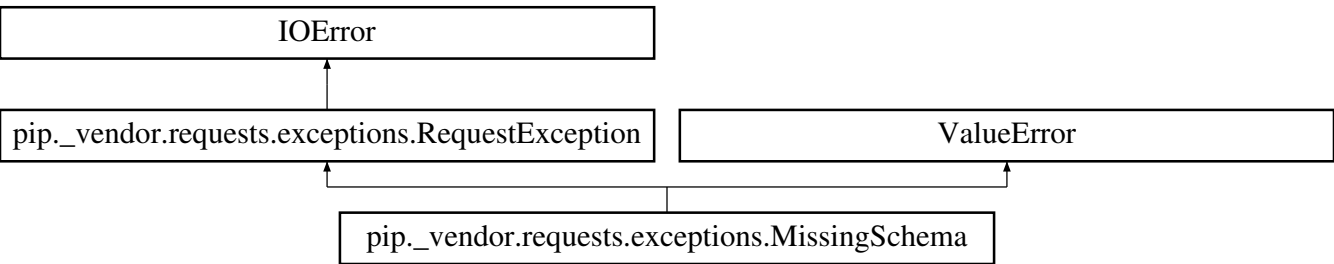 IOError
pip._vendor.requests.exceptions.RequestException
ValueError
pip._vendor.requests.exceptions.MissingSchema